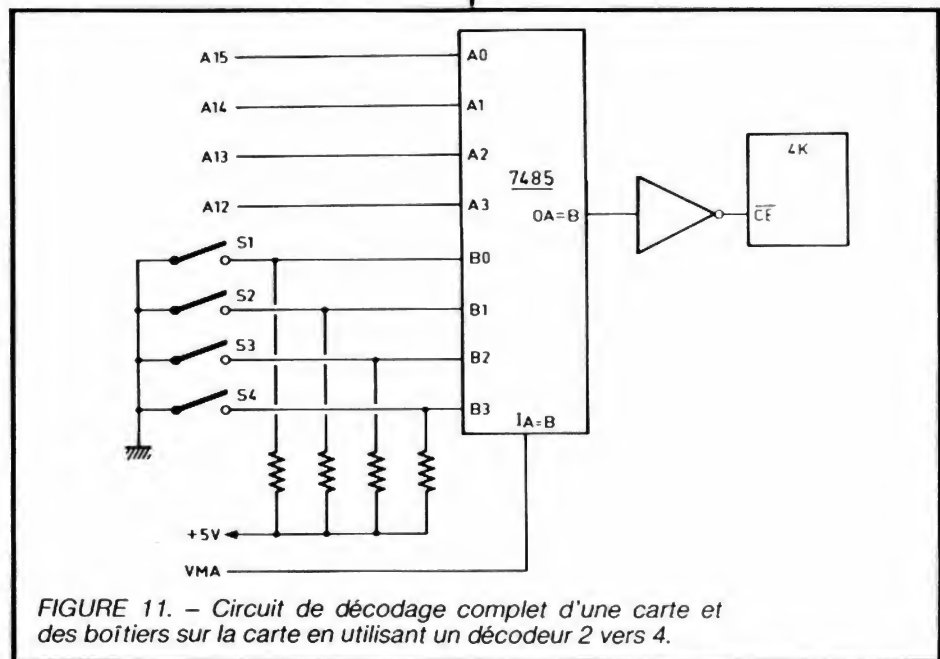 A15
A0
A14
A1
4K
A13
A2
7485
A12
A3
OA=B
CE
S1
B0
S2
B1
S3
B2
S4
B3
IA=B
+5V
VMA
FIGURE 11. – Circuit de décodage complet d'une carte et
des boîtiers sur la carte en utilisant un décodeur 2 vers 4.